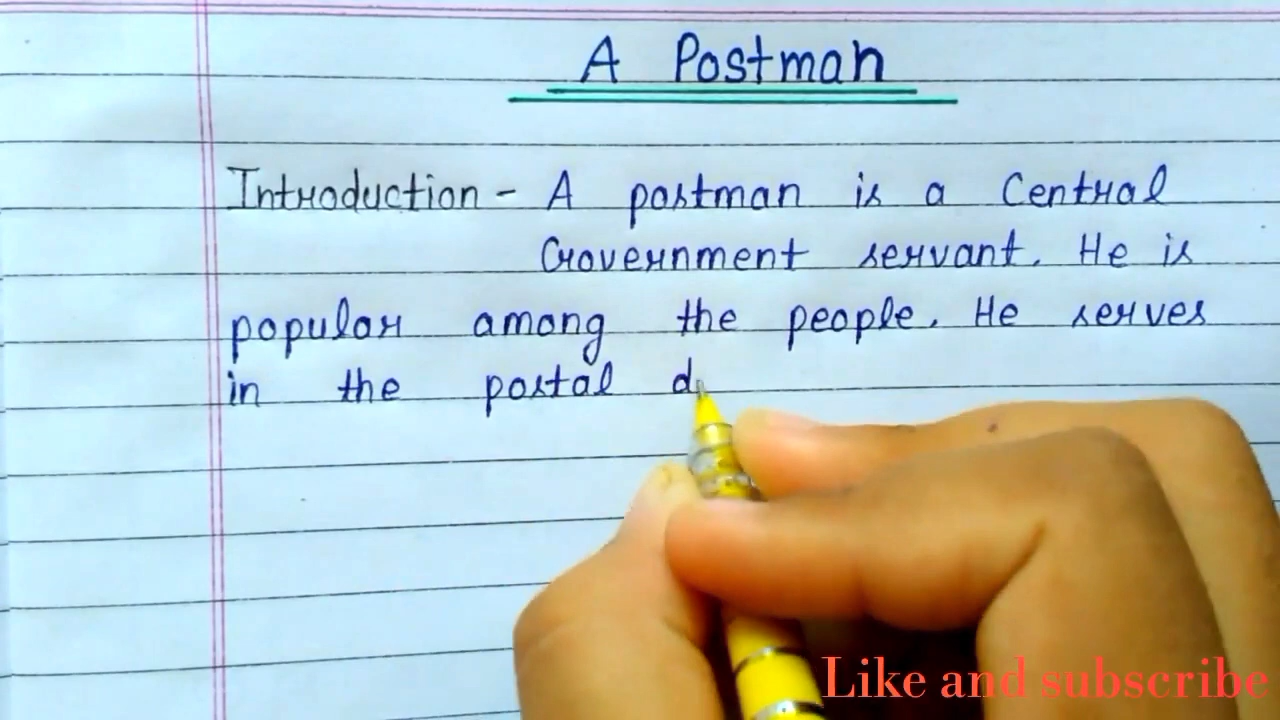 A Postman
Introduction - A postman is a Central
Government servant. He is
popular among the people. He serves
in the postal d
Like and subscribe